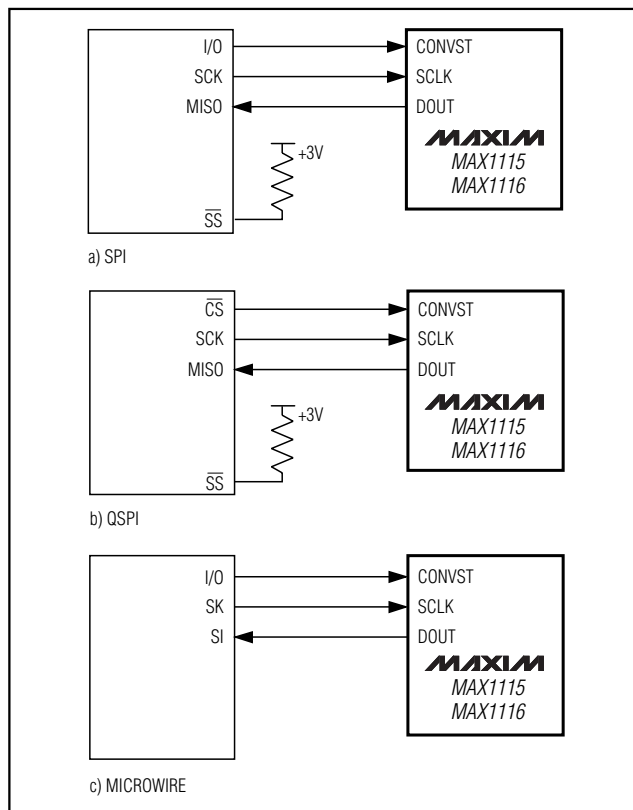 I/O CONVST
SCK SCLK
MISO DOUT
MAXIM
+3V MAX1115
MAX1116
SS
a) SPI
CS CONVST
SCK SCLK
MISO DOUT
MAXIM
+3V MAX1115
MAX1116
SS
b) QSPI
I/O CONVST
SK SCLK
SI DOUT
MAXIM
MAX1115
MAX1116
c) MICROWIRE